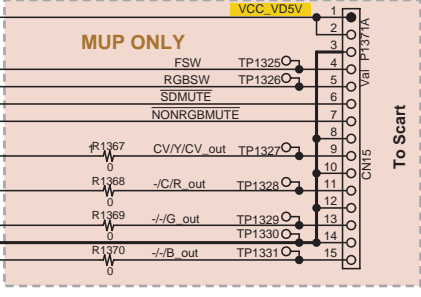 VCC_VD5V
MUP ONLY
1
2
3
FSW TP1325 4
RGBSW TP1326 5
SDMUTE 6
NONRGBMUTE 7
8
1 R1367 0 CV/Y/CV_out TP1327 9
10
R1368 0 -/C/R_out TP1328 11
12
R1369 0 -/-/G_out TP1329 13
TP1330 14
R1370 0 -/-/B_out TP1331 15
Val P1371A
CN15
To Scart